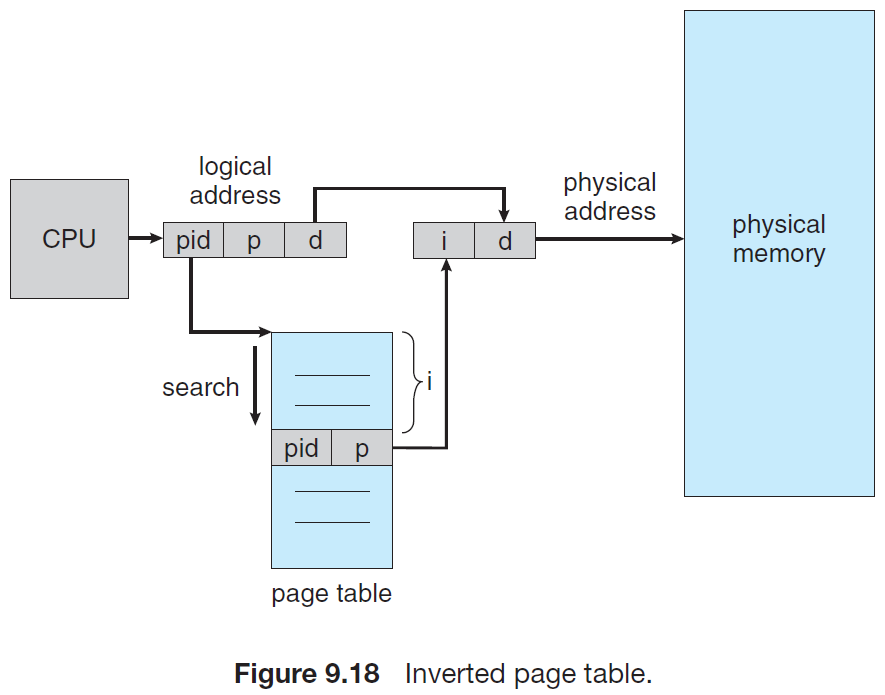 logical
address
physical
address
CPU
pid p d
i d
physical
memory
search
i
pid p
page table
Figure 9.18 Inverted page table.